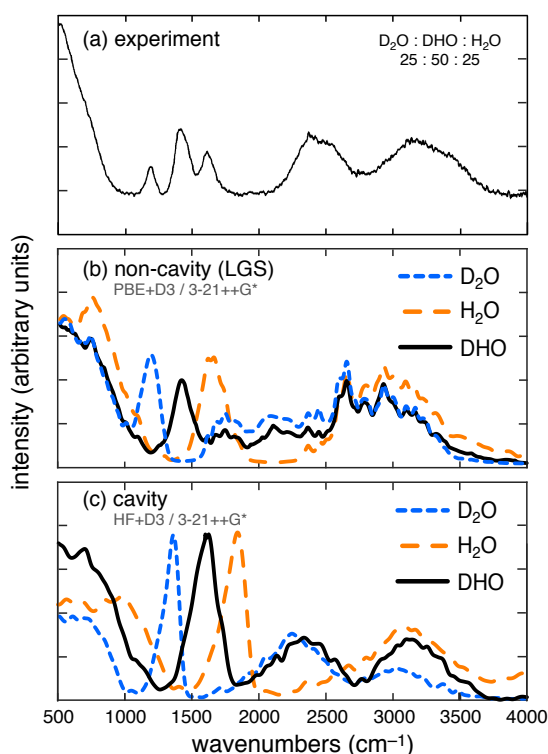 (a) experiment
D₂O : DHO : H₂O
25 : 50 : 25
(b) non-cavity (LGS)
PBE+D3 / 3-21++G*
D₂O
H₂O
DHO
(c) cavity
HF+D3 / 3-21++G*
D₂O
H₂O
DHO
intensity (arbitrary units)
500 1000 1500 2000 2500 3000 3500 4000
wavenumbers (cm⁻¹)